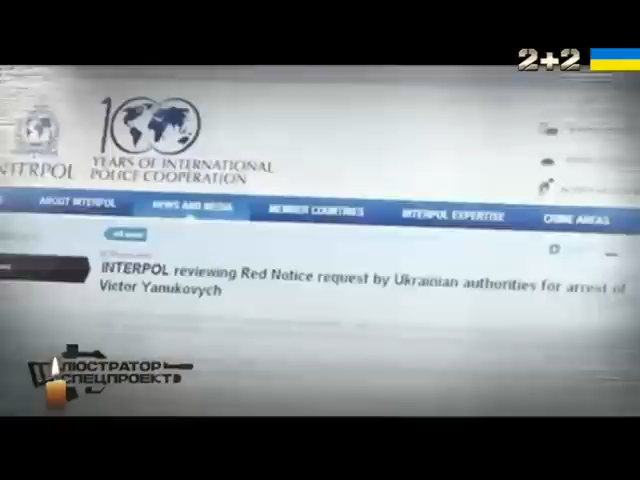 2+2
100
YEARS OF INTERNATIONAL
POLICE COOPERATION
NTERPOL
ABOUT INTERPOL NEWS AND MEDIA MEMBER COUNTRIES INTERPOL EXPERTISE CRIME AREAS
INTERPOL reviewing Red Notice request by Ukrainian authorities for arrest of
Victor Yanukovych
ЛЮСТРАТОР
СПЕЦПРОЕКТ